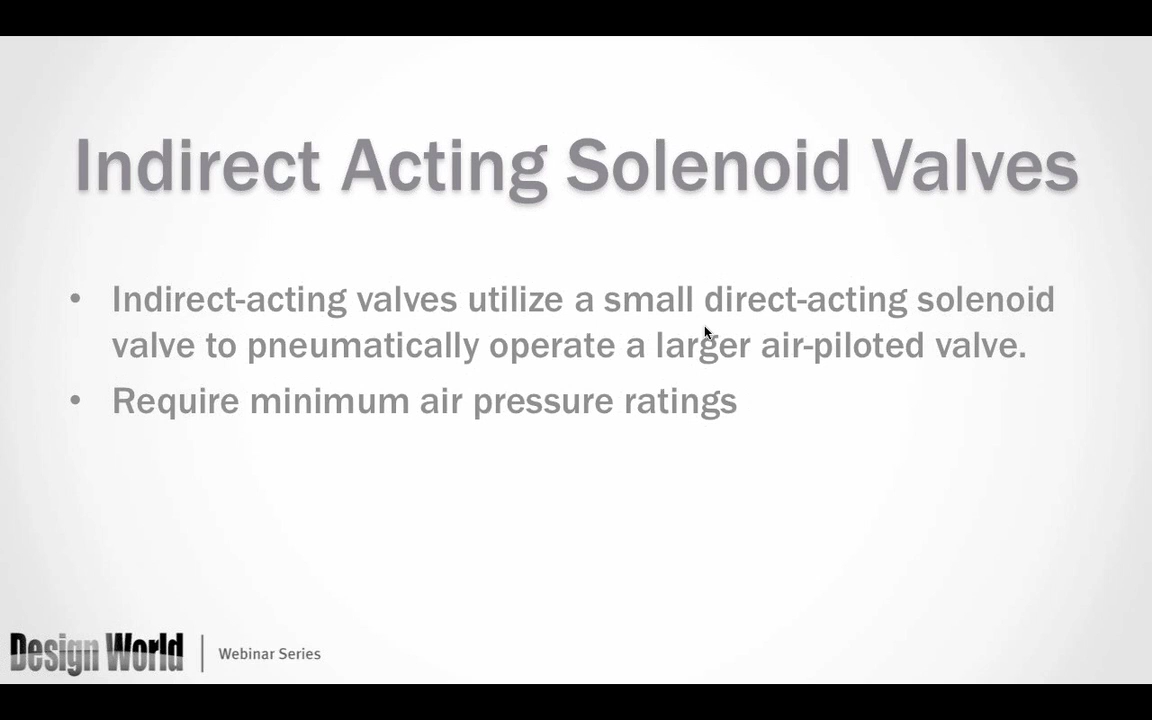 Indirect Acting Solenoid Valves
• Indirect-acting valves utilize a small direct-acting solenoid
valve to pneumatically operate a larger air-piloted valve.
• Require minimum air pressure ratings
Design World | Webinar Series